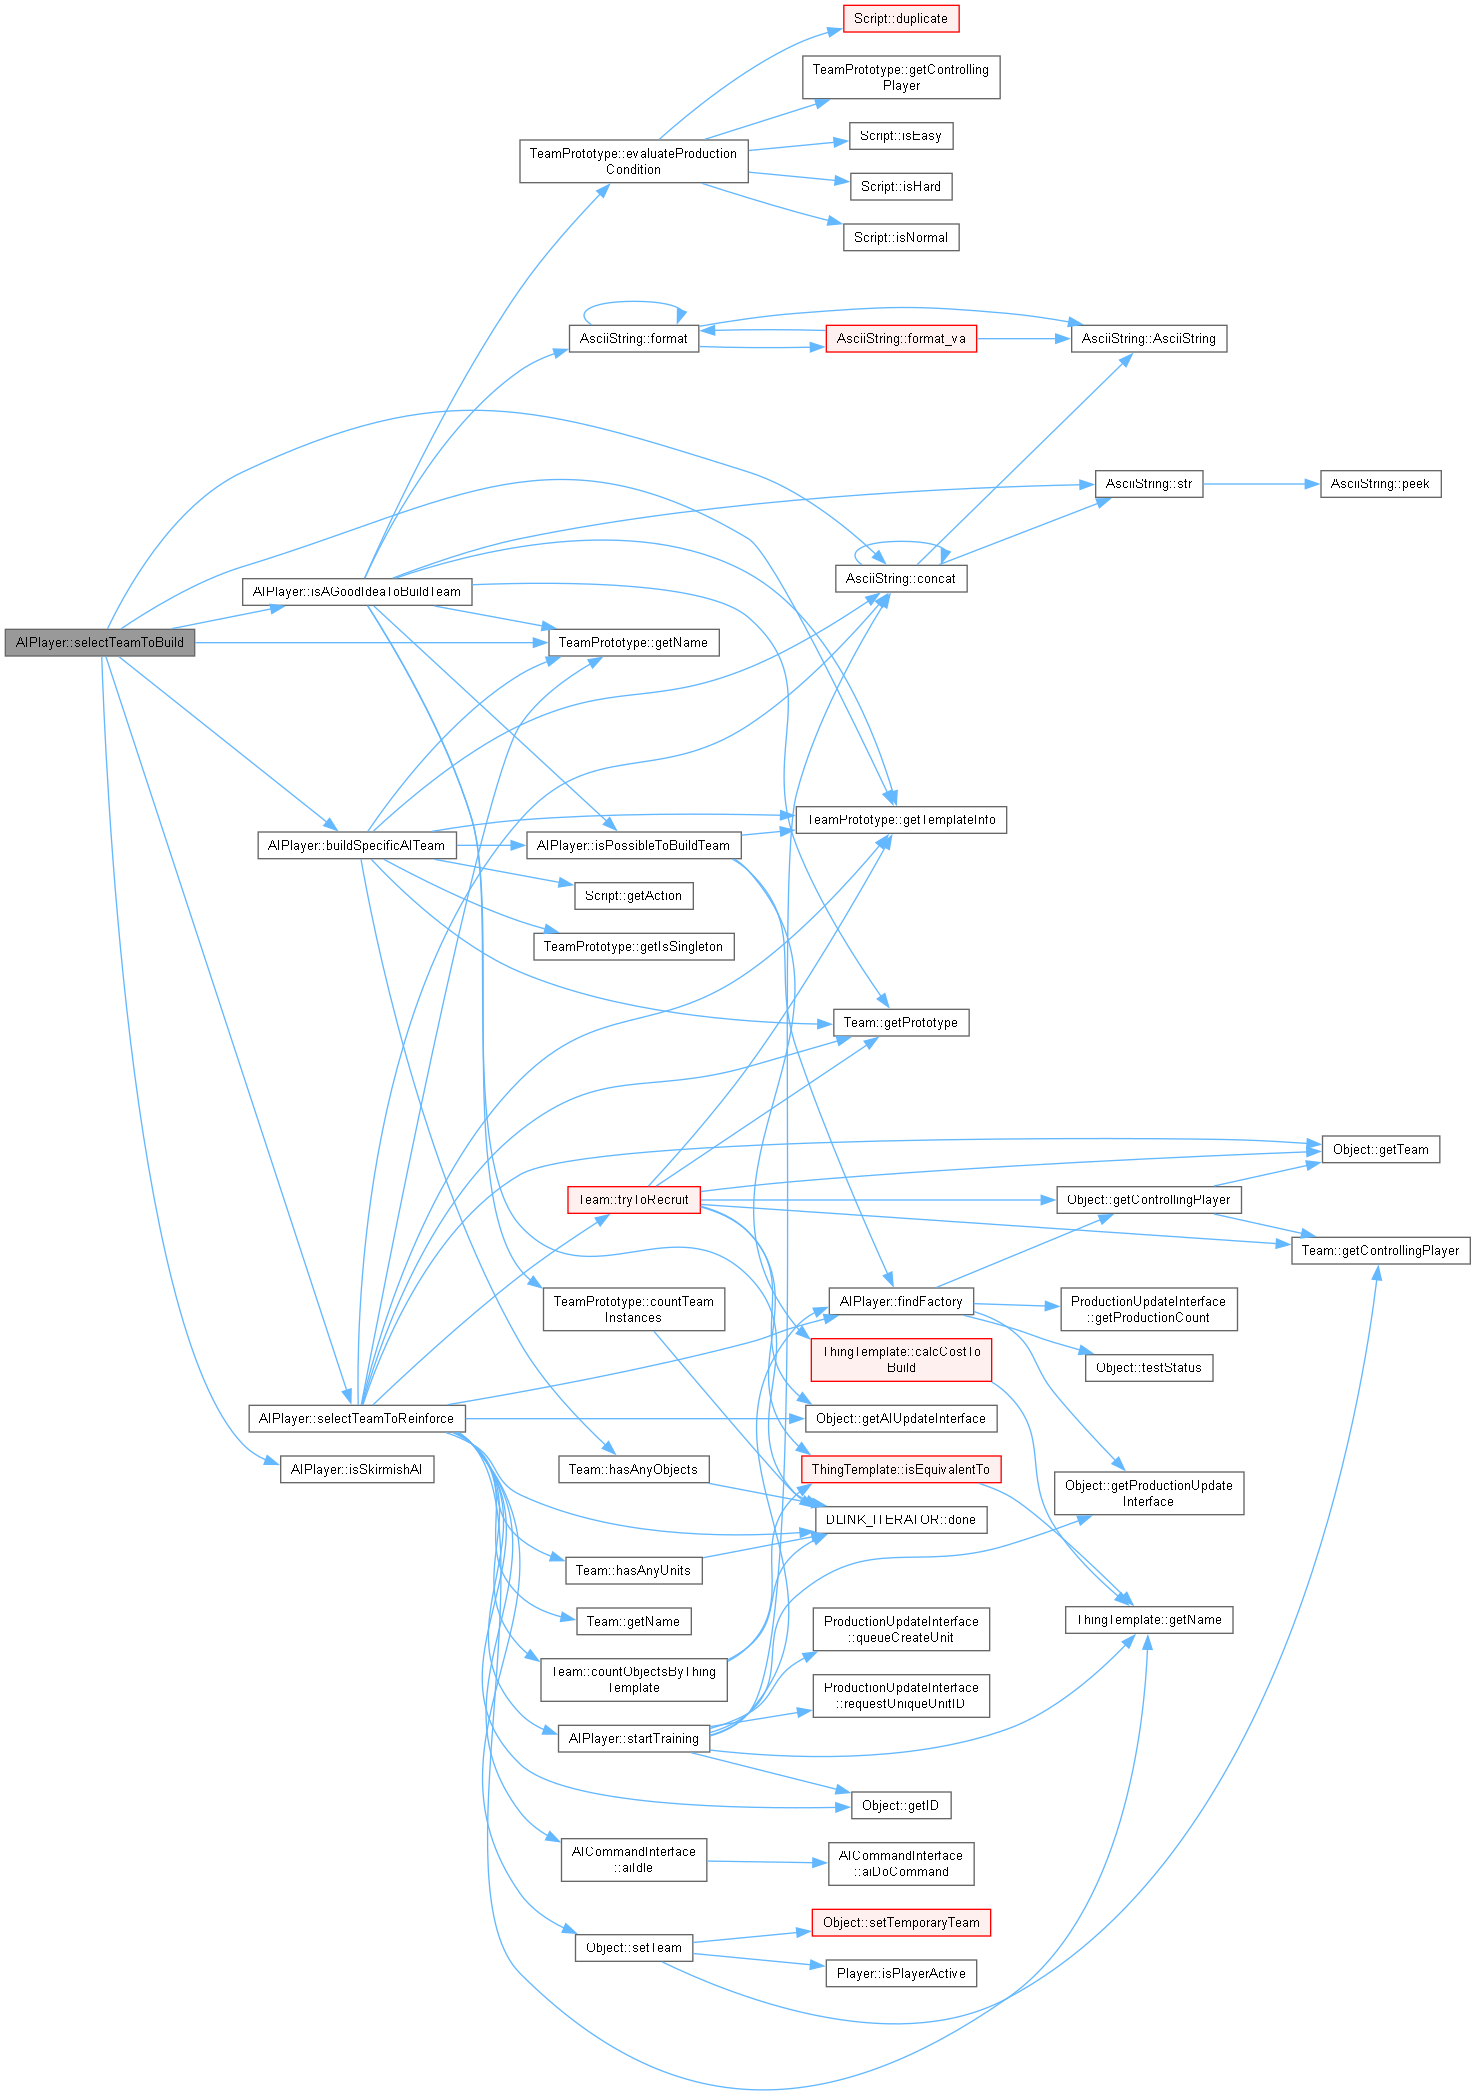 Script::duplicate
TeamPrototype::getControlling
Player
TeamPrototype::evaluateProduction
Condition
Script::isEasy
Script::isHard
Script::isNormal
AsciiString::format
AsciiString::format_va
AsciiString::AsciiString
AsciiString::str
AsciiString::peek
AsciiString::concat
AIPlayer::isAGoodIdeaToBuildTeam
AIPlayer::selectTeamToBuild
TeamPrototype::getName
TeamPrototype::getTemplateInfo
AIPlayer::buildSpecificAITeam
AIPlayer::isPossibleToBuildTeam
Script::getAction
TeamPrototype::getIsSingleton
Team::getPrototype
Object::getTeam
Team::tryToRecruit
Object::getControllingPlayer
Team::getControllingPlayer
TeamPrototype::countTeam
Instances
AIPlayer::findFactory
ProductionUpdateInterface
::getProductionCount
ThingTemplate::calcCostTo
Build
Object::testStatus
AIPlayer::selectTeamToReinforce
Object::getAIUpdateInterface
AIPlayer::isSkirmishAI
Team::hasAnyObjects
ThingTemplate::isEquivalentTo
Object::getProductionUpdate
Interface
DLINK_ITERATOR::done
Team::hasAnyUnits
Team::getName
ProductionUpdateInterface
::queueCreateUnit
ThingTemplate::getName
Team::countObjectsByThing
Template
ProductionUpdateInterface
::requestUniqueUnitID
AIPlayer::startTraining
Object::getID
AICommandInterface
::aiIdle
AICommandInterface
::aiDoCommand
Object::setTemporaryTeam
Object::setTeam
Player::isPlayerActive